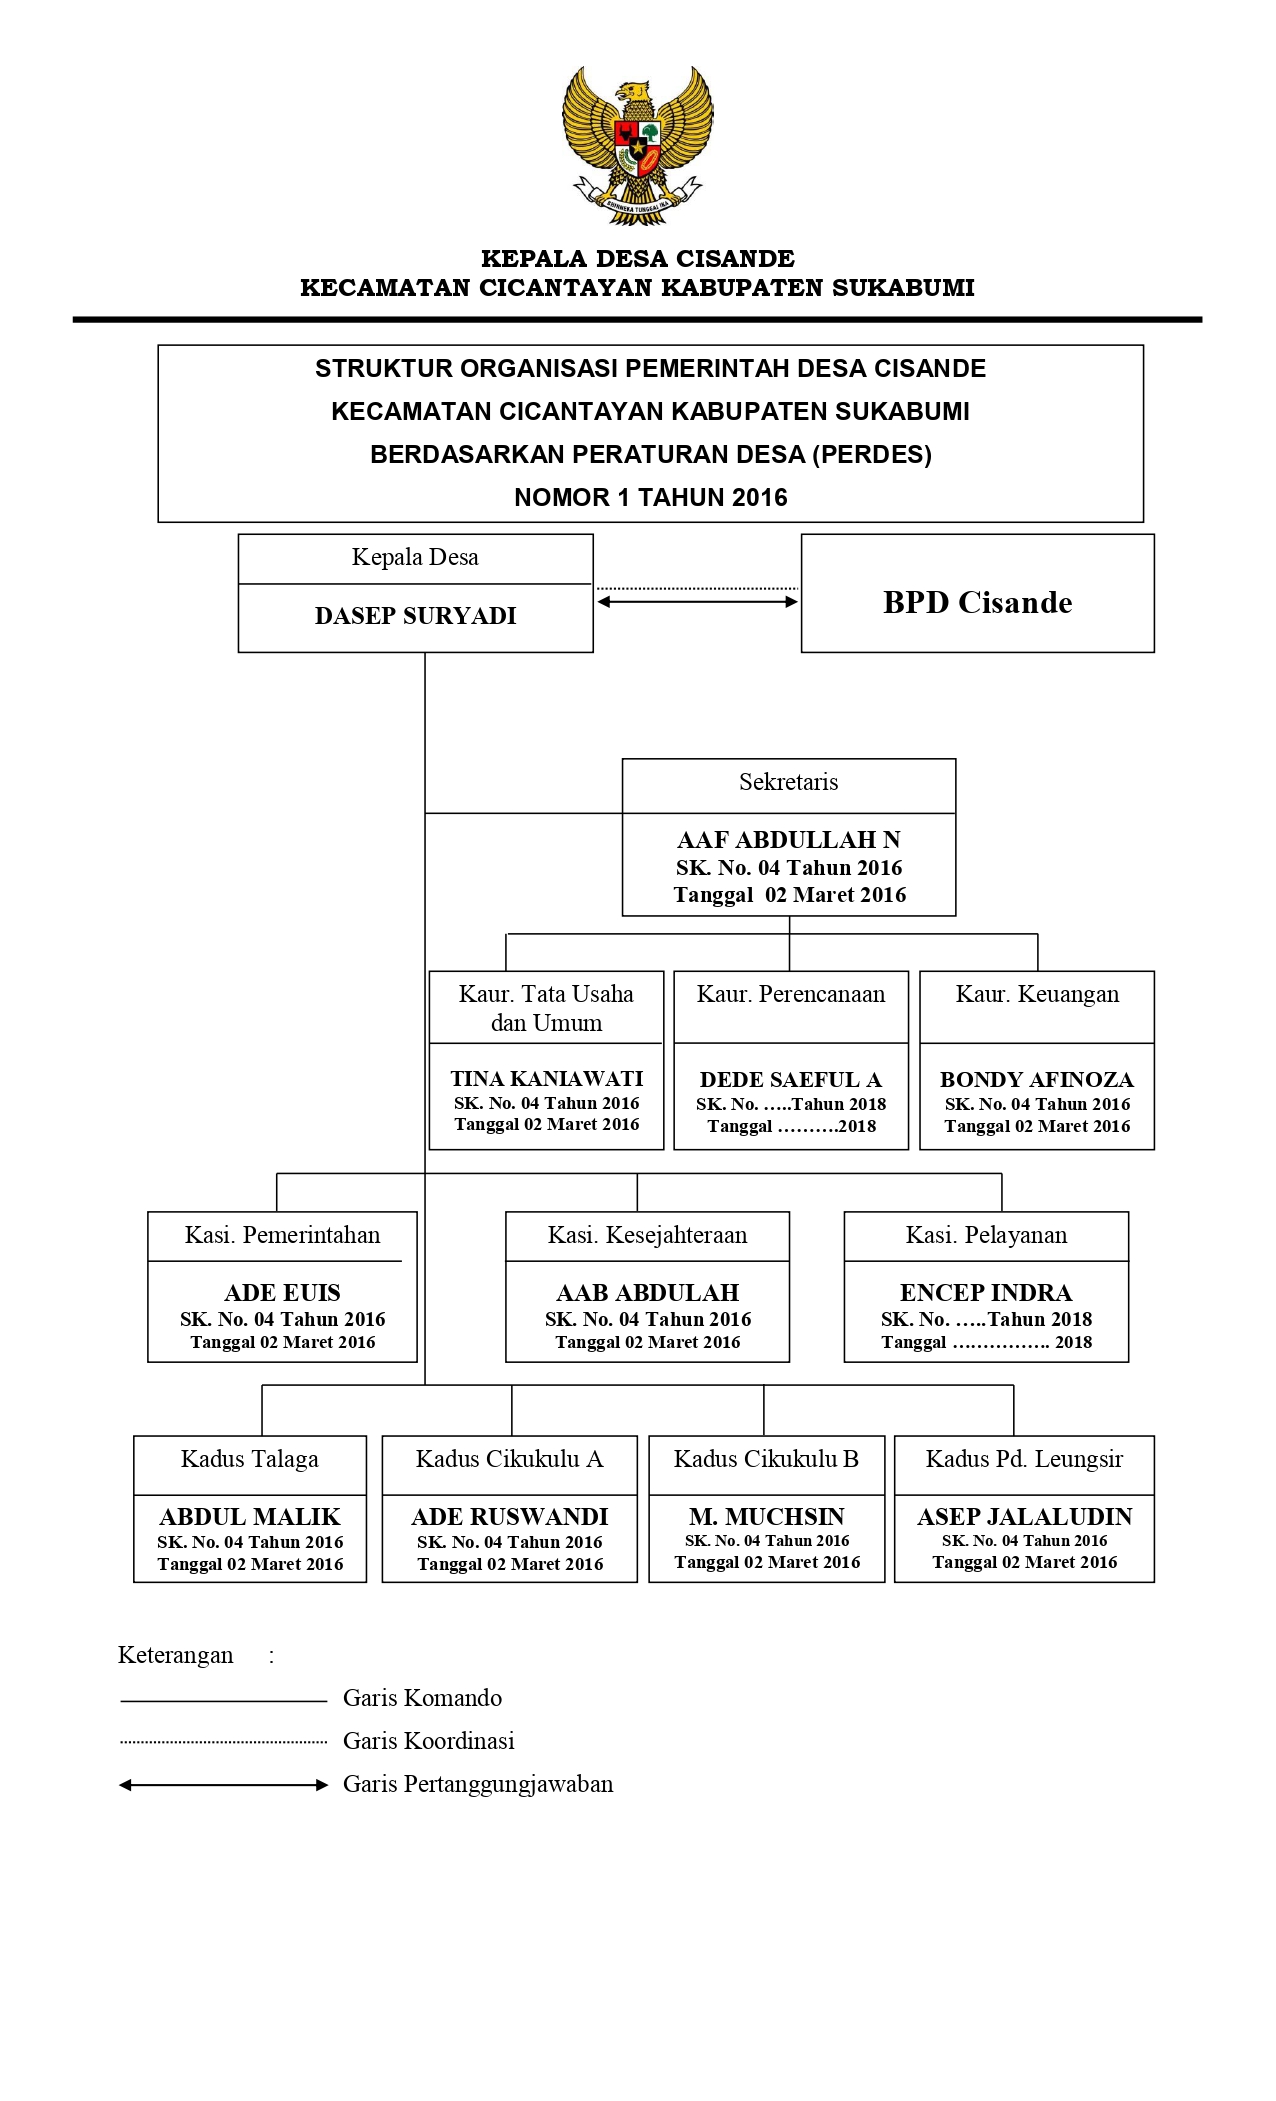 BHINNEKA TUNGGAL IKA
KEPALA DESA CISANDE
KECAMATAN CICANTAYAN KABUPATEN SUKABUMI
STRUKTUR ORGANISASI PEMERINTAH DESA CISANDE
KECAMATAN CICANTAYAN KABUPATEN SUKABUMI
BERDASARKAN PERATURAN DESA (PERDES)
NOMOR 1 TAHUN 2016
Kepala Desa
DASEP SURYADI
BPD Cisande
Sekretaris
AAF ABDULLAH N
SK. No. 04 Tahun 2016
Tanggal  02 Maret 2016
Kaur. Tata Usaha
dan Umum
TINA KANIAWATI
SK. No. 04 Tahun 2016
Tanggal 02 Maret 2016
Kaur. Perencanaan
DEDE SAEFUL A
SK. No. …..Tahun 2018
Tanggal ……….2018
Kaur. Keuangan
BONDY AFINOZA
SK. No. 04 Tahun 2016
Tanggal 02 Maret 2016
Kasi. Pemerintahan
ADE EUIS
SK. No. 04 Tahun 2016
Tanggal 02 Maret 2016
Kasi. Kesejahteraan
AAB ABDULAH
SK. No. 04 Tahun 2016
Tanggal 02 Maret 2016
Kasi. Pelayanan
ENCEP INDRA
SK. No. …..Tahun 2018
Tanggal ……………. 2018
Kadus Talaga
ABDUL MALIK
SK. No. 04 Tahun 2016
Tanggal 02 Maret 2016
Kadus Cikukulu A
ADE RUSWANDI
SK. No. 04 Tahun 2016
Tanggal 02 Maret 2016
Kadus Cikukulu B
M. MUCHSIN
SK. No. 04 Tahun 2016
Tanggal 02 Maret 2016
Kadus Pd. Leungsir
ASEP JALALUDIN
SK. No. 04 Tahun 2016
Tanggal 02 Maret 2016
Keterangan :
Garis Komando
Garis Koordinasi
Garis Pertanggungjawaban